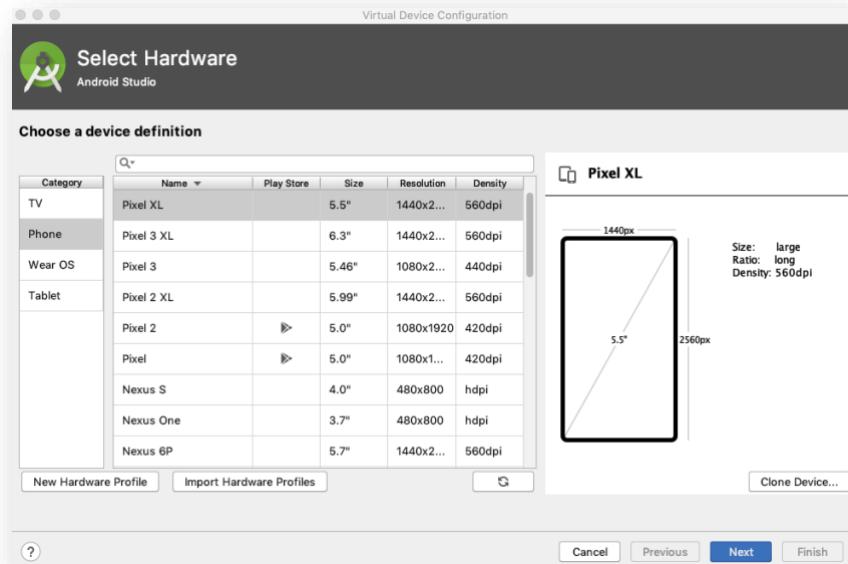 Virtual Device Configuration
Select Hardware
Android Studio
Choose a device definition
Category
TV
Phone
Wear OS
Tablet
Name Play Store Size Resolution Density
Pixel XL 5.5" 1440x2... 560dpi
Pixel 3 XL 6.3" 1440x2... 560dpi
Pixel 3 5.46" 1080x2... 440dpi
Pixel 2 XL 5.99" 1440x2... 560dpi
Pixel 2 5.0" 1080x1920 420dpi
Pixel 5.0" 1080x1... 420dpi
Nexus S 4.0" 480x800 hdpi
Nexus One 3.7" 480x800 hdpi
Nexus 6P 5.7" 1440x2... 560dpi
New Hardware Profile Import Hardware Profiles
Pixel XL
1440px
5.5"
2560px
Size: large
Ratio: long
Density: 560dpi
Clone Device...
? Cancel Previous Next Finish